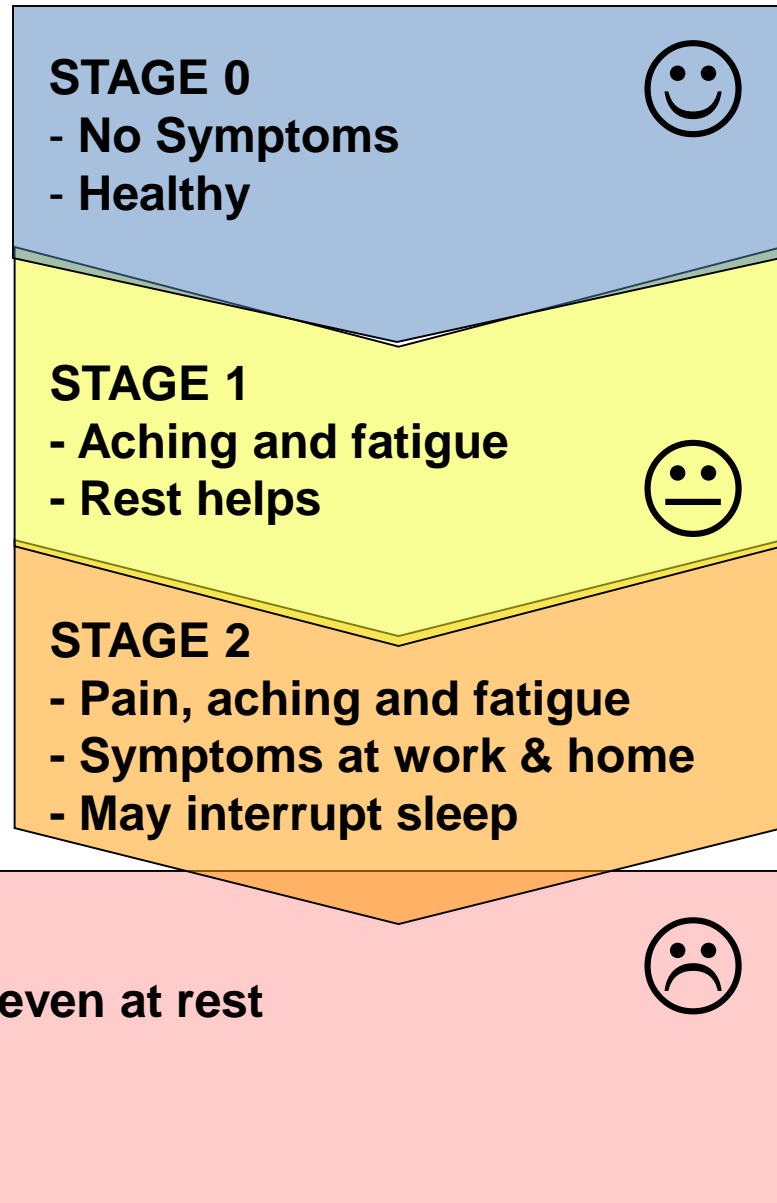 STAGE 0
- No Symptoms
- Healthy
STAGE 1
- Aching and fatigue
- Rest helps
STAGE 2
- Pain, aching and fatigue
- Symptoms at work & home
- May interrupt sleep
even at rest